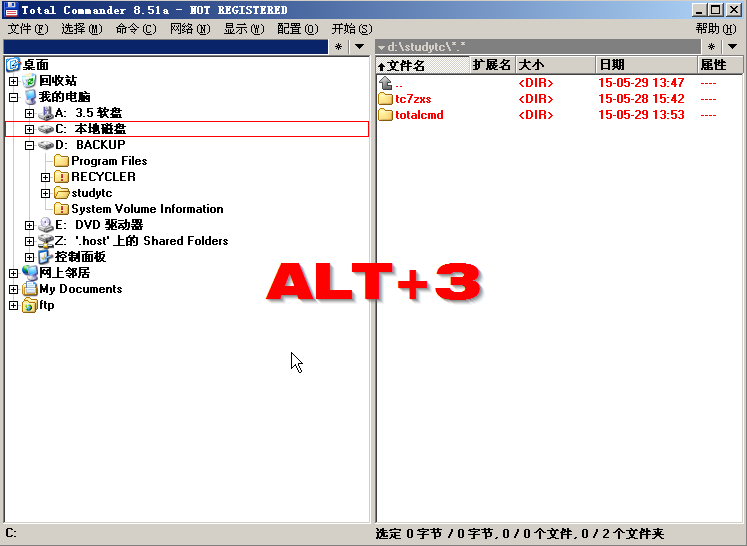 Total Commander 8.51a - NOT REGISTERED
文件(F) 选择(M) 命令(C) 网络(N) 显示(W) 配置(O) 开始(S) 帮助(H)
* ▼ d:\studytc\*.* * ▼
桌面
回收站
我的电脑
A: 3.5 软盘
C: 本地磁盘
D: BACKUP
Program Files
RECYCLER
studytc
System Volume Information
E: DVD 驱动器
Z: '.host' 上的 Shared Folders
控制面板
网上邻居
My Documents
ftp
文件名 扩展名 大小 日期 属性
.. <DIR> 15-05-29 13:47 ----
tc7zxs <DIR> 15-05-28 15:42 ----
totalcmd <DIR> 15-05-29 13:53 ----
ALT+3
C:
选定 0 字节 / 0 字节, 0 / 0 个文件, 0 / 2 个文件夹